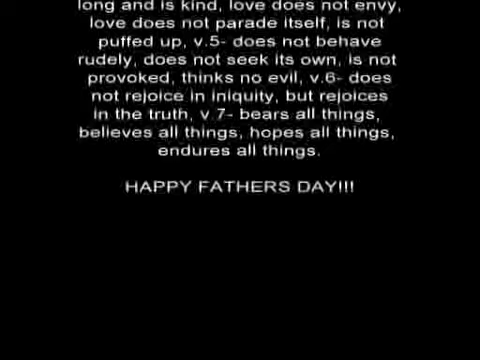 long and is kind, love does not envy,
love does not parade itself, is not
puffed up, v.5- does not behave
rudely, does not seek its own, is not
provoked, thinks no evil, v.6- does
not rejoice in iniquity, but rejoices
in the truth, v.7- bears all things,
believes all things, hopes all things,
endures all things.
HAPPY FATHERS DAY!!!